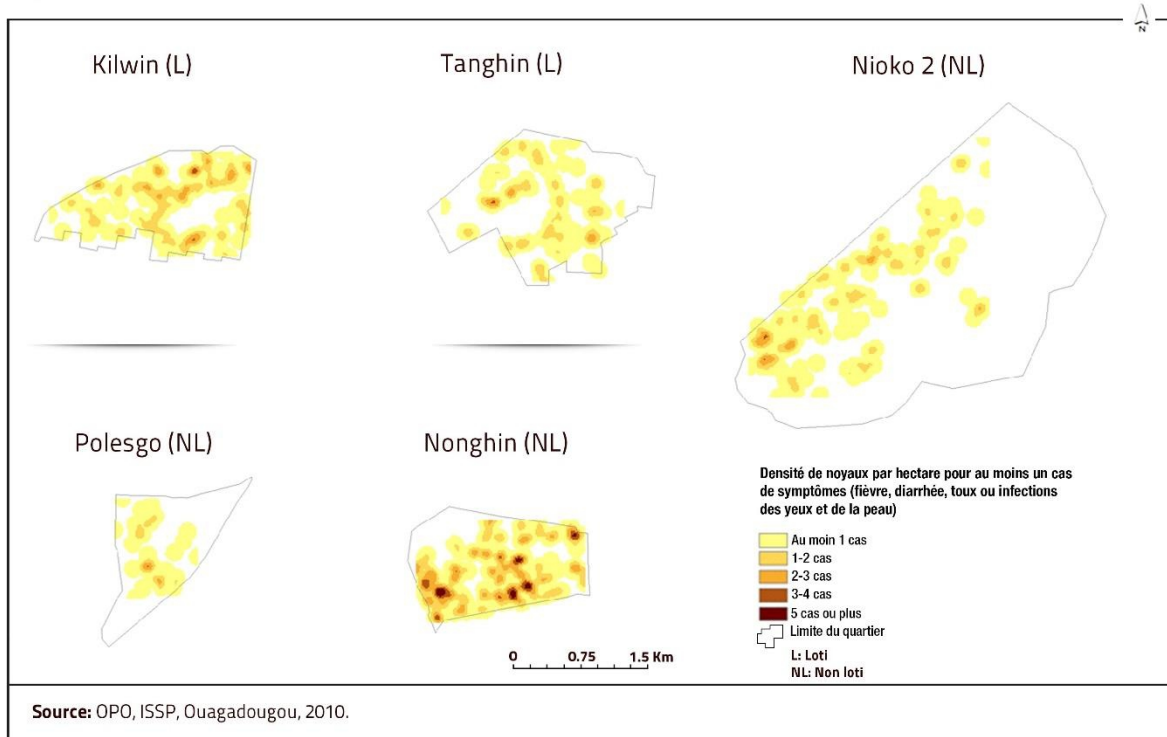 N
Kilwin (L)
Tanghin (L)
Nioko 2 (NL)
Polesgo (NL)
Nonghin (NL)
Densité de noyaux par hectare pour au moins un cas
de symptômes (fièvre, diarrhée, toux ou infections
des yeux et de la peau)
Au moin 1 cas
1-2 cas
2-3 cas
3-4 cas
5 cas ou plus
Limite du quartier
L: Loti
NL: Non loti
0 0.75 1.5 Km
Source: OPO, ISSP, Ouagadougou, 2010.